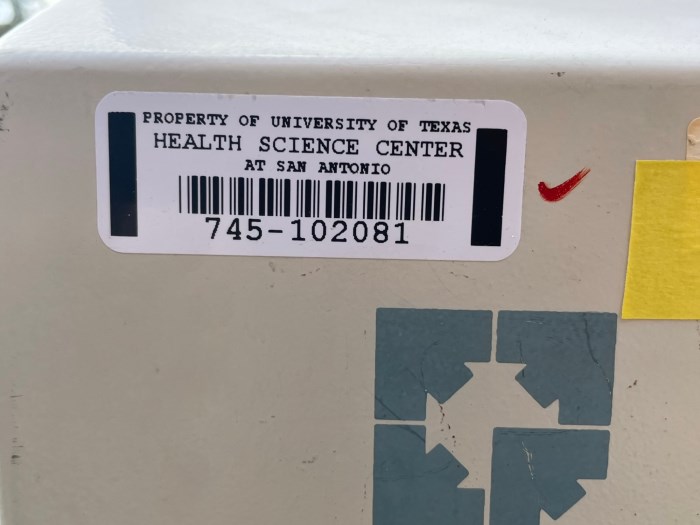 PROPERTY OF UNIVERSITY OF TEXAS
HEALTH SCIENCE CENTER
AT SAN ANTONIO
745-102081